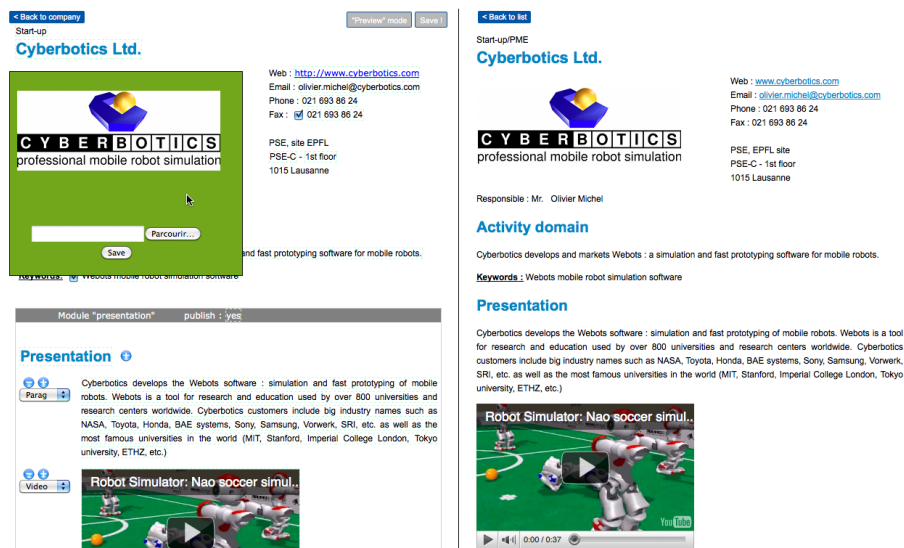 < Back to company
"Preview" mode
Save !
Start-up
Cyberbotics Ltd.
CYBERBOTICS
professional mobile robot simulation
Parcourir...
Save
Web : http://www.cyberbotics.com
Email : olivier.michel@cyberbotics.com
Phone : 021 693 86 24
Fax : 021 693 86 24
PSE, site EPFL
PSE-C - 1st floor
1015 Lausanne
and fast prototyping software for mobile robots.
Keywords: Webots mobile robot simulation software
Module "presentation" publish : yes
Presentation
Parag
Cyberbotics develops the Webots software : simulation and fast prototyping of mobile
robots. Webots is a tool for research and education used by over 800 universities and
research centers worldwide. Cyberbotics customers include big industry names such as
NASA, Toyota, Honda, BAE systems, Sony, Samsung, Vorwerk, SRI, etc. as well as the
most famous universities in the world (MIT, Stanford, Imperial College London, Tokyo
university, ETHZ, etc.)
Video
Robot Simulator: Nao soccer simul..
< Back to list
Start-up/PME
Cyberbotics Ltd.
CYBERBOTICS
professional mobile robot simulation
Web : www.cyberbotics.com
Email : olivier.michel@cyberbotics.com
Phone : 021 693 86 24
Fax : 021 693 86 24
PSE, EPFL site
PSE-C - 1st floor
1015 Lausanne
Responsible : Mr. Olivier Michel
Activity domain
Cyberbotics develops and markets Webots : a simulation and fast prototyping software for mobile robots.
Keywords : Webots mobile robot simulation software
Presentation
Cyberbotics develops the Webots software : simulation and fast prototyping of mobile robots. Webots is a tool
for research and education used by over 800 universities and research centers worldwide. Cyberbotics
customers include big industry names such as NASA, Toyota, Honda, BAE systems, Sony, Samsung, Vorwerk,
SRI, etc. as well as the most famous universities in the world (MIT, Stanford, Imperial College London, Tokyo
university, ETHZ, etc.)
Robot Simulator: Nao soccer simul..
YouTube
0:00 / 0:37